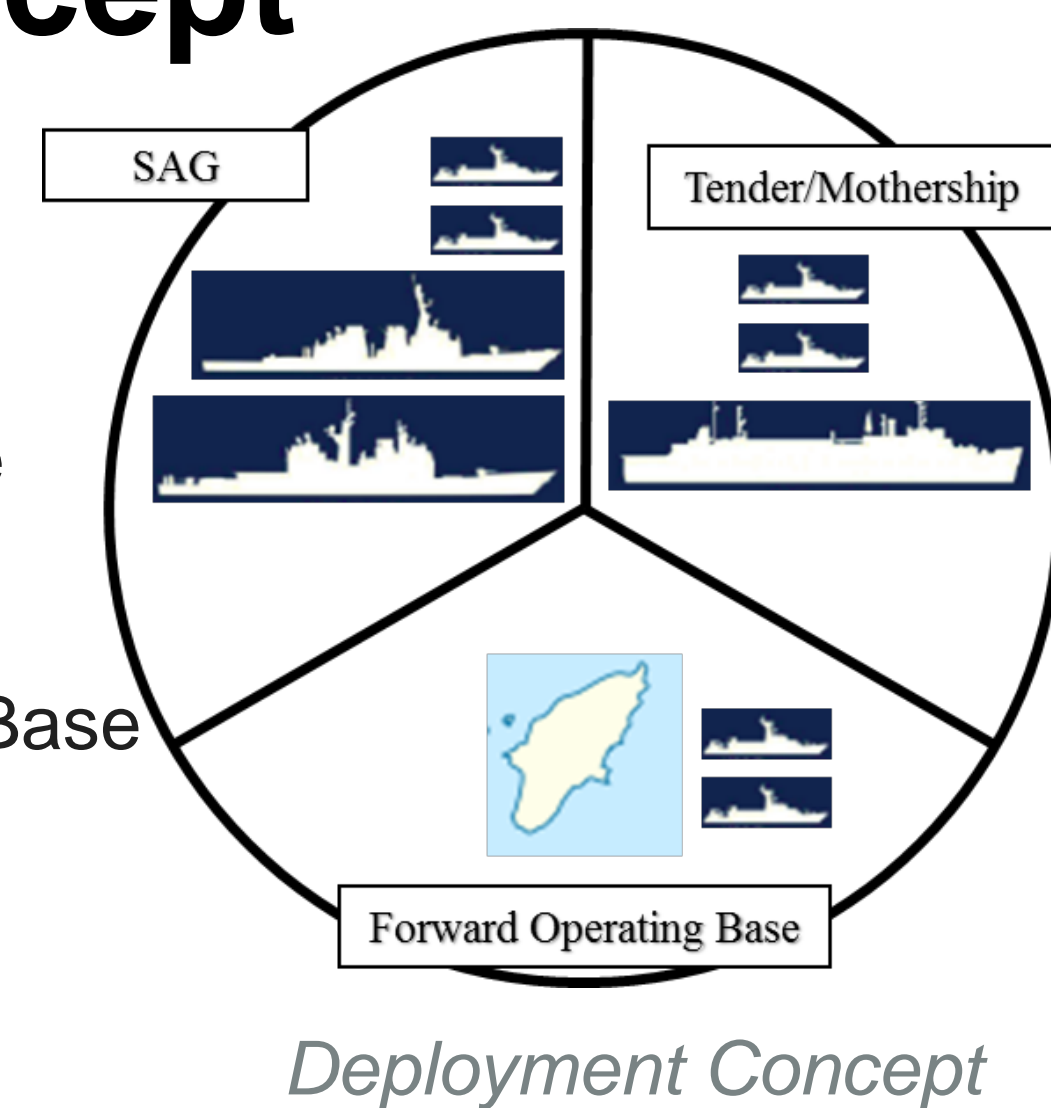 cept
SAG
Tender/Mothership
e
Base
Forward Operating Base
Deployment Concept